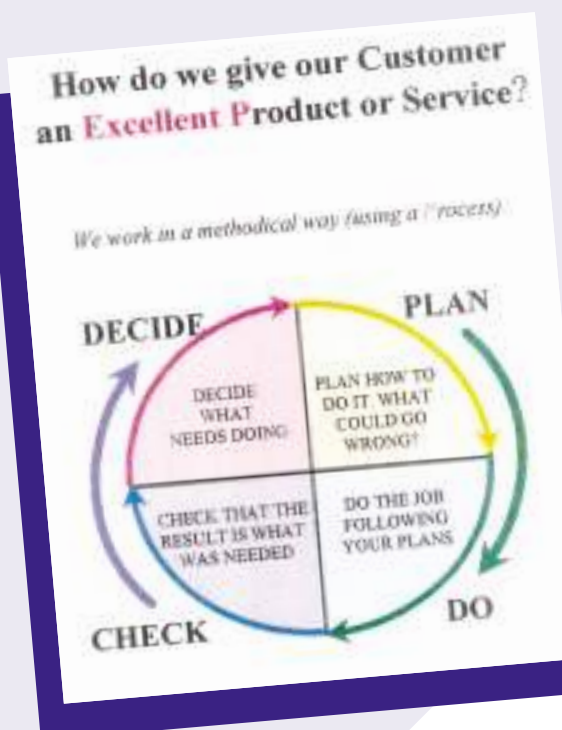 How do we give our Customer
an Excellent Product or Service?
We work in a methodical way (using a Process)
DECIDE
PLAN
DECIDE
WHAT
NEEDS DOING
PLAN HOW TO
DO IT. WHAT
COULD GO
WRONG?
CHECK THAT THE
RESULT IS WHAT
WAS NEEDED
DO THE JOB
FOLLOWING
YOUR PLANS
CHECK
DO